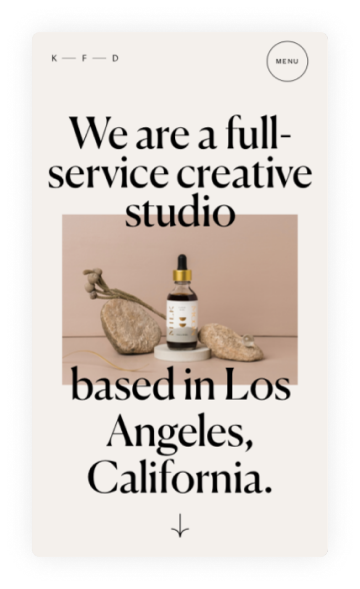 K — F — D
MENU
We are a full-
service creative
studio
based in Los
Angeles,
California.